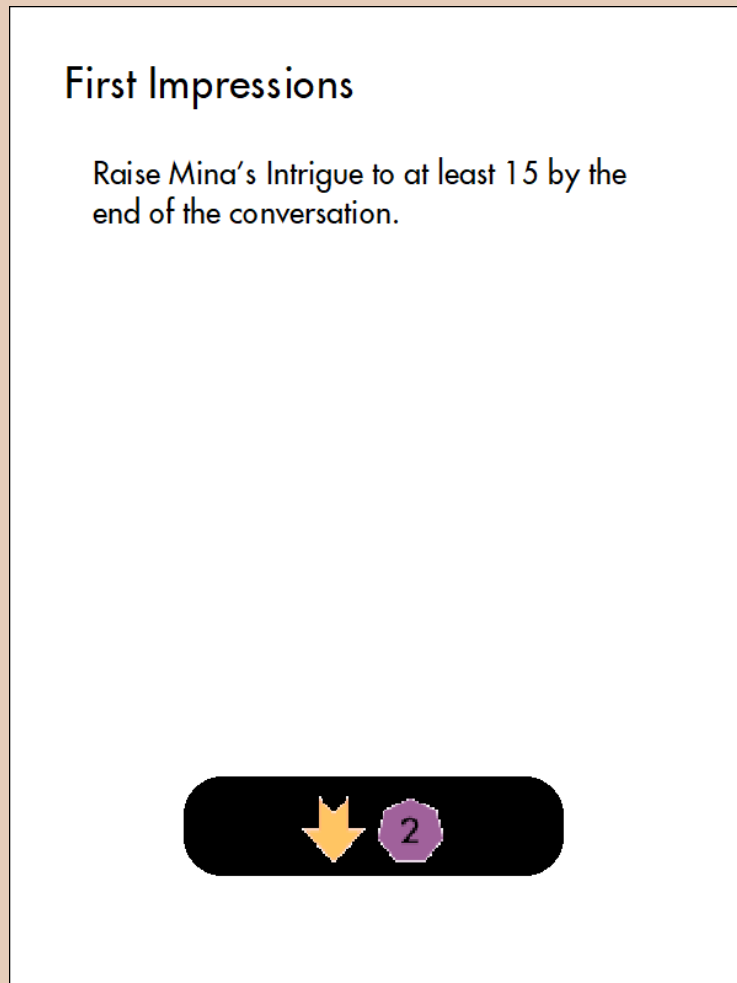 First Impressions
Raise Mina’s Intrigue to at least 15 by the
end of the conversation.
2